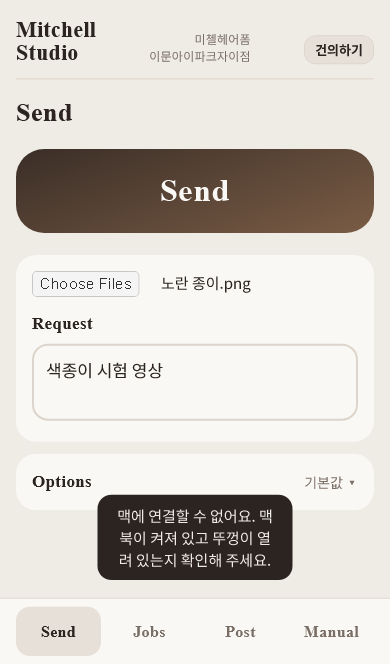 Mitchell
Studio
미젤헤어폼
이문아이파크자이점
건의하기
Send
Send
Choose Files 노란 종이.png
Request
색종이 시험 영상
Options 기본값 ▾
맥에 연결할 수 없어요. 맥
북이 켜져 있고 뚜껑이 열
려 있는지 확인해 주세요.
Send Jobs Post Manual